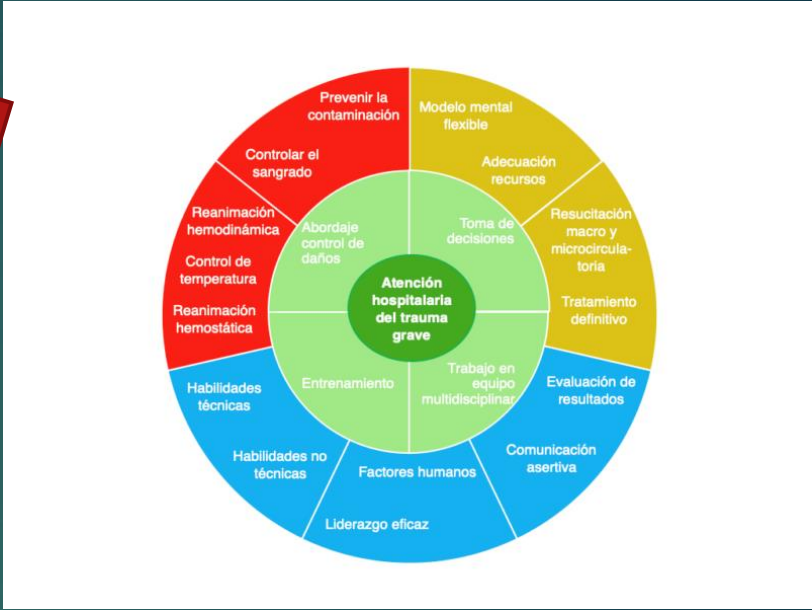 Prevenir la
contaminación
Controlar el
sangrado
Reanimación
hemodinámica
Control de
temperatura
Reanimación
hemostática
Modelo mental
flexible
Adecuación
recursos
Resucitación
macro y
microcircula-
toria
Tratamiento
definitivo
Abordaje
control de
daños
Toma de
decisiones
Atención
hospitalaria
del trauma
grave
Entrenamiento
Trabajo en
equipo
multidisciplinar
Habilidades
técnicas
Habilidades no
técnicas
Factores humanos
Liderazgo eficaz
Evaluación de
resultados
Comunicación
asertiva